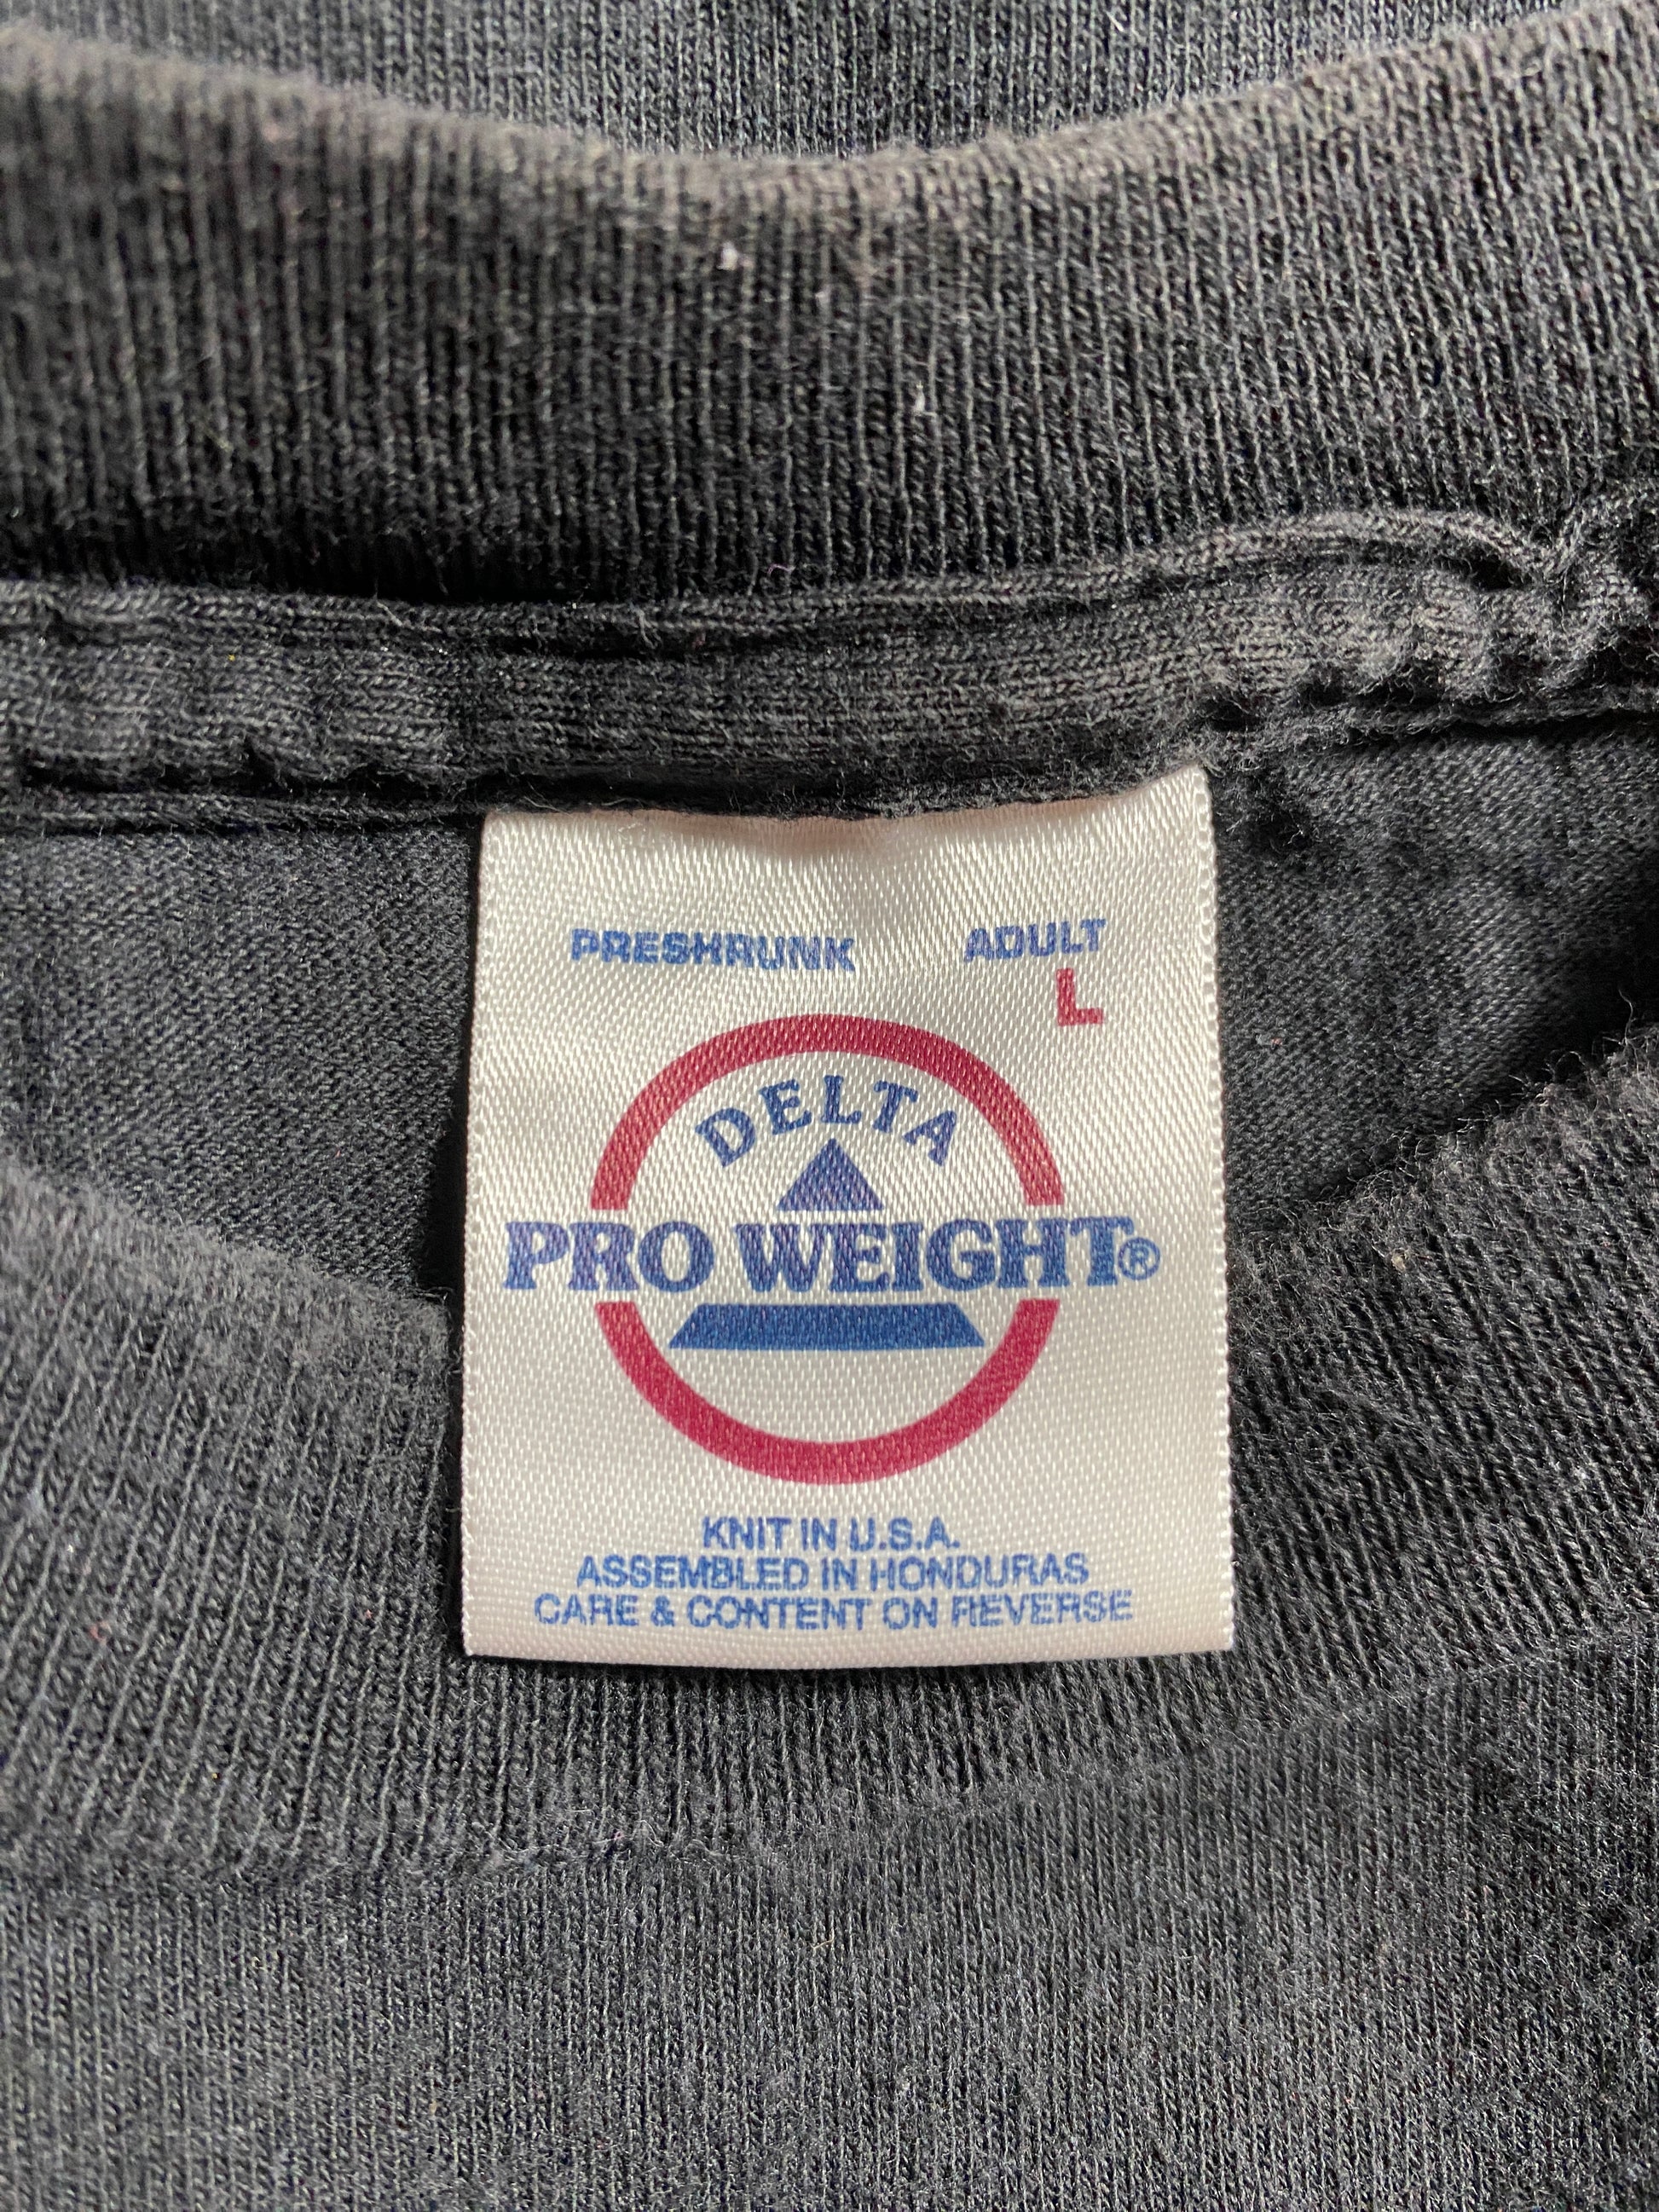 PRESHRUNK ADULT
L
DELTA
PRO WEIGHT®
KNIT IN U.S.A.
ASSEMBLED IN HONDURAS
CARE & CONTENT ON REVERSE